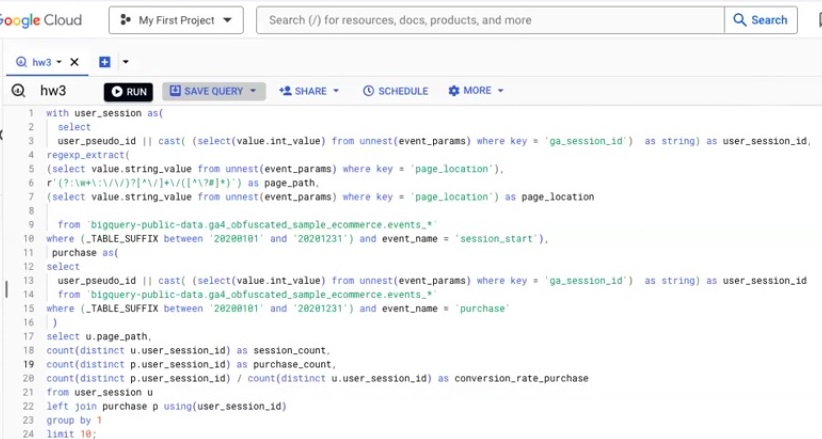 Google Cloud
My First Project
Search (/) for resources, docs, products, and more
Search
hw3
hw3
RUN
SAVE QUERY
SHARE
SCHEDULE
MORE
1 with user_session as(
2 select
3 user_pseudo_id || cast( (select(value.int_value) from unnest(event_params) where key = 'ga_session_id') as string) as user_session_id,
4 regexp_extract(
5 (select value.string_value from unnest(event_params) where key = 'page_location'),
6 r'(?:\w+\:\/\/)?[^\/]+\/([^\?#]*)') as page_path,
7 (select value.string_value from unnest(event_params) where key = 'page_location') as page_location
8
9 from `bigquery-public-data.ga4_obfuscated_sample_ecommerce.events_*`
10 where (_TABLE_SUFFIX between '20200101' and '20201231') and event_name = 'session_start'),
11 purchase as(
12 select
13 user_pseudo_id || cast( (select(value.int_value) from unnest(event_params) where key = 'ga_session_id') as string) as user_session_id
14 from `bigquery-public-data.ga4_obfuscated_sample_ecommerce.events_*`
15 where (_TABLE_SUFFIX between '20200101' and '20201231') and event_name = 'purchase'
16 )
17 select u.page_path,
18 count(distinct u.user_session_id) as session_count,
19 count(distinct p.user_session_id) as purchase_count,
20 count(distinct p.user_session_id) / count(distinct u.user_session_id) as conversion_rate_purchase
21 from user_session u
22 left join purchase p using(user_session_id)
23 group by 1
24 limit 10;